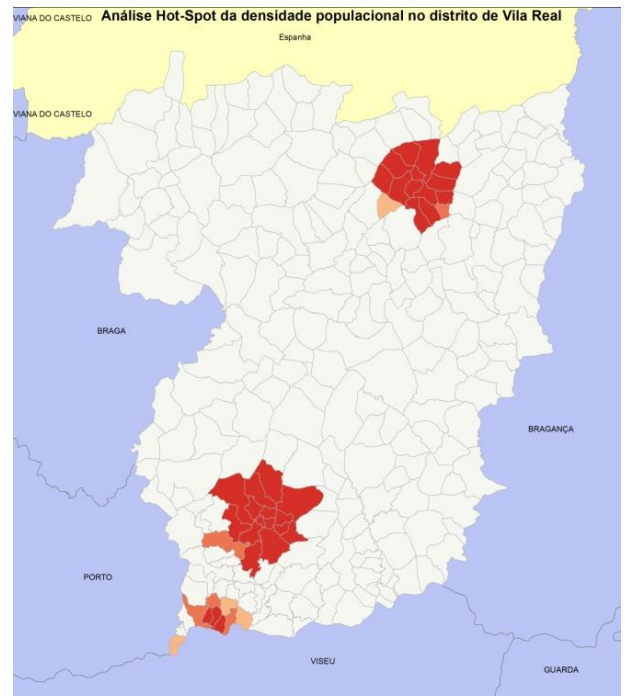 VIANA DO CASTELO
Análise Hot-Spot da densidade populacional no distrito de Vila Real
Espanha
VIANA DO CASTELO
BRAGA
BRAGANÇA
PORTO
VISEU
GUARDA